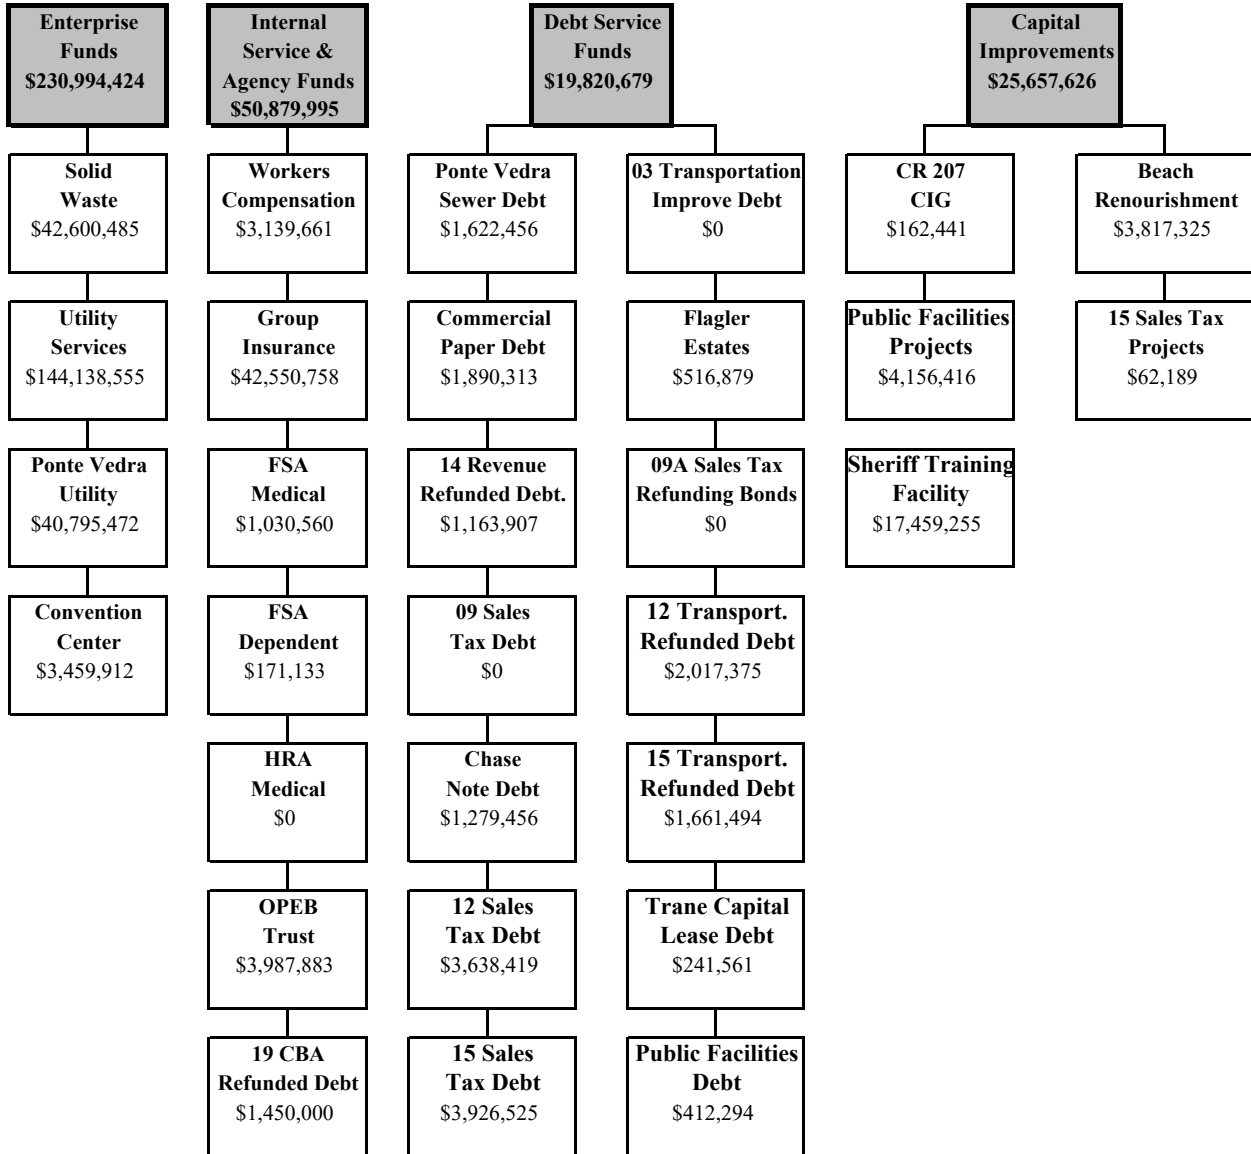 Enterprise
Funds
$230,994,424
Internal
Service &
Agency Funds
$50,879,995
Debt Service
Funds
$19,820,679
Capital
Improvements
$25,657,626
Solid
Waste
$42,600,485
Workers
Compensation
$3,139,661
Ponte Vedra
Sewer Debt
$1,622,456
03 Transportation
Improve Debt
$0
CR 207
CIG
$162,441
Beach
Renourishment
$3,817,325
Utility
Services
$144,138,555
Group
Insurance
$42,550,758
Commercial
Paper Debt
$1,890,313
Flagler
Estates
$516,879
Public Facilities
Projects
$4,156,416
15 Sales Tax
Projects
$62,189
Ponte Vedra
Utility
$40,795,472
FSA
Medical
$1,030,560
14 Revenue
Refunded Debt.
$1,163,907
09A Sales Tax
Refunding Bonds
$0
Sheriff Training
Facility
$17,459,255
Convention
Center
$3,459,912
FSA
Dependent
$171,133
09 Sales
Tax Debt
$0
12 Transport.
Refunded Debt
$2,017,375
HRA
Medical
$0
Chase
Note Debt
$1,279,456
15 Transport.
Refunded Debt
$1,661,494
OPEB
Trust
$3,987,883
12 Sales
Tax Debt
$3,638,419
Trane Capital
Lease Debt
$241,561
19 CBA
Refunded Debt
$1,450,000
15 Sales
Tax Debt
$3,926,525
Public Facilities
Debt
$412,294